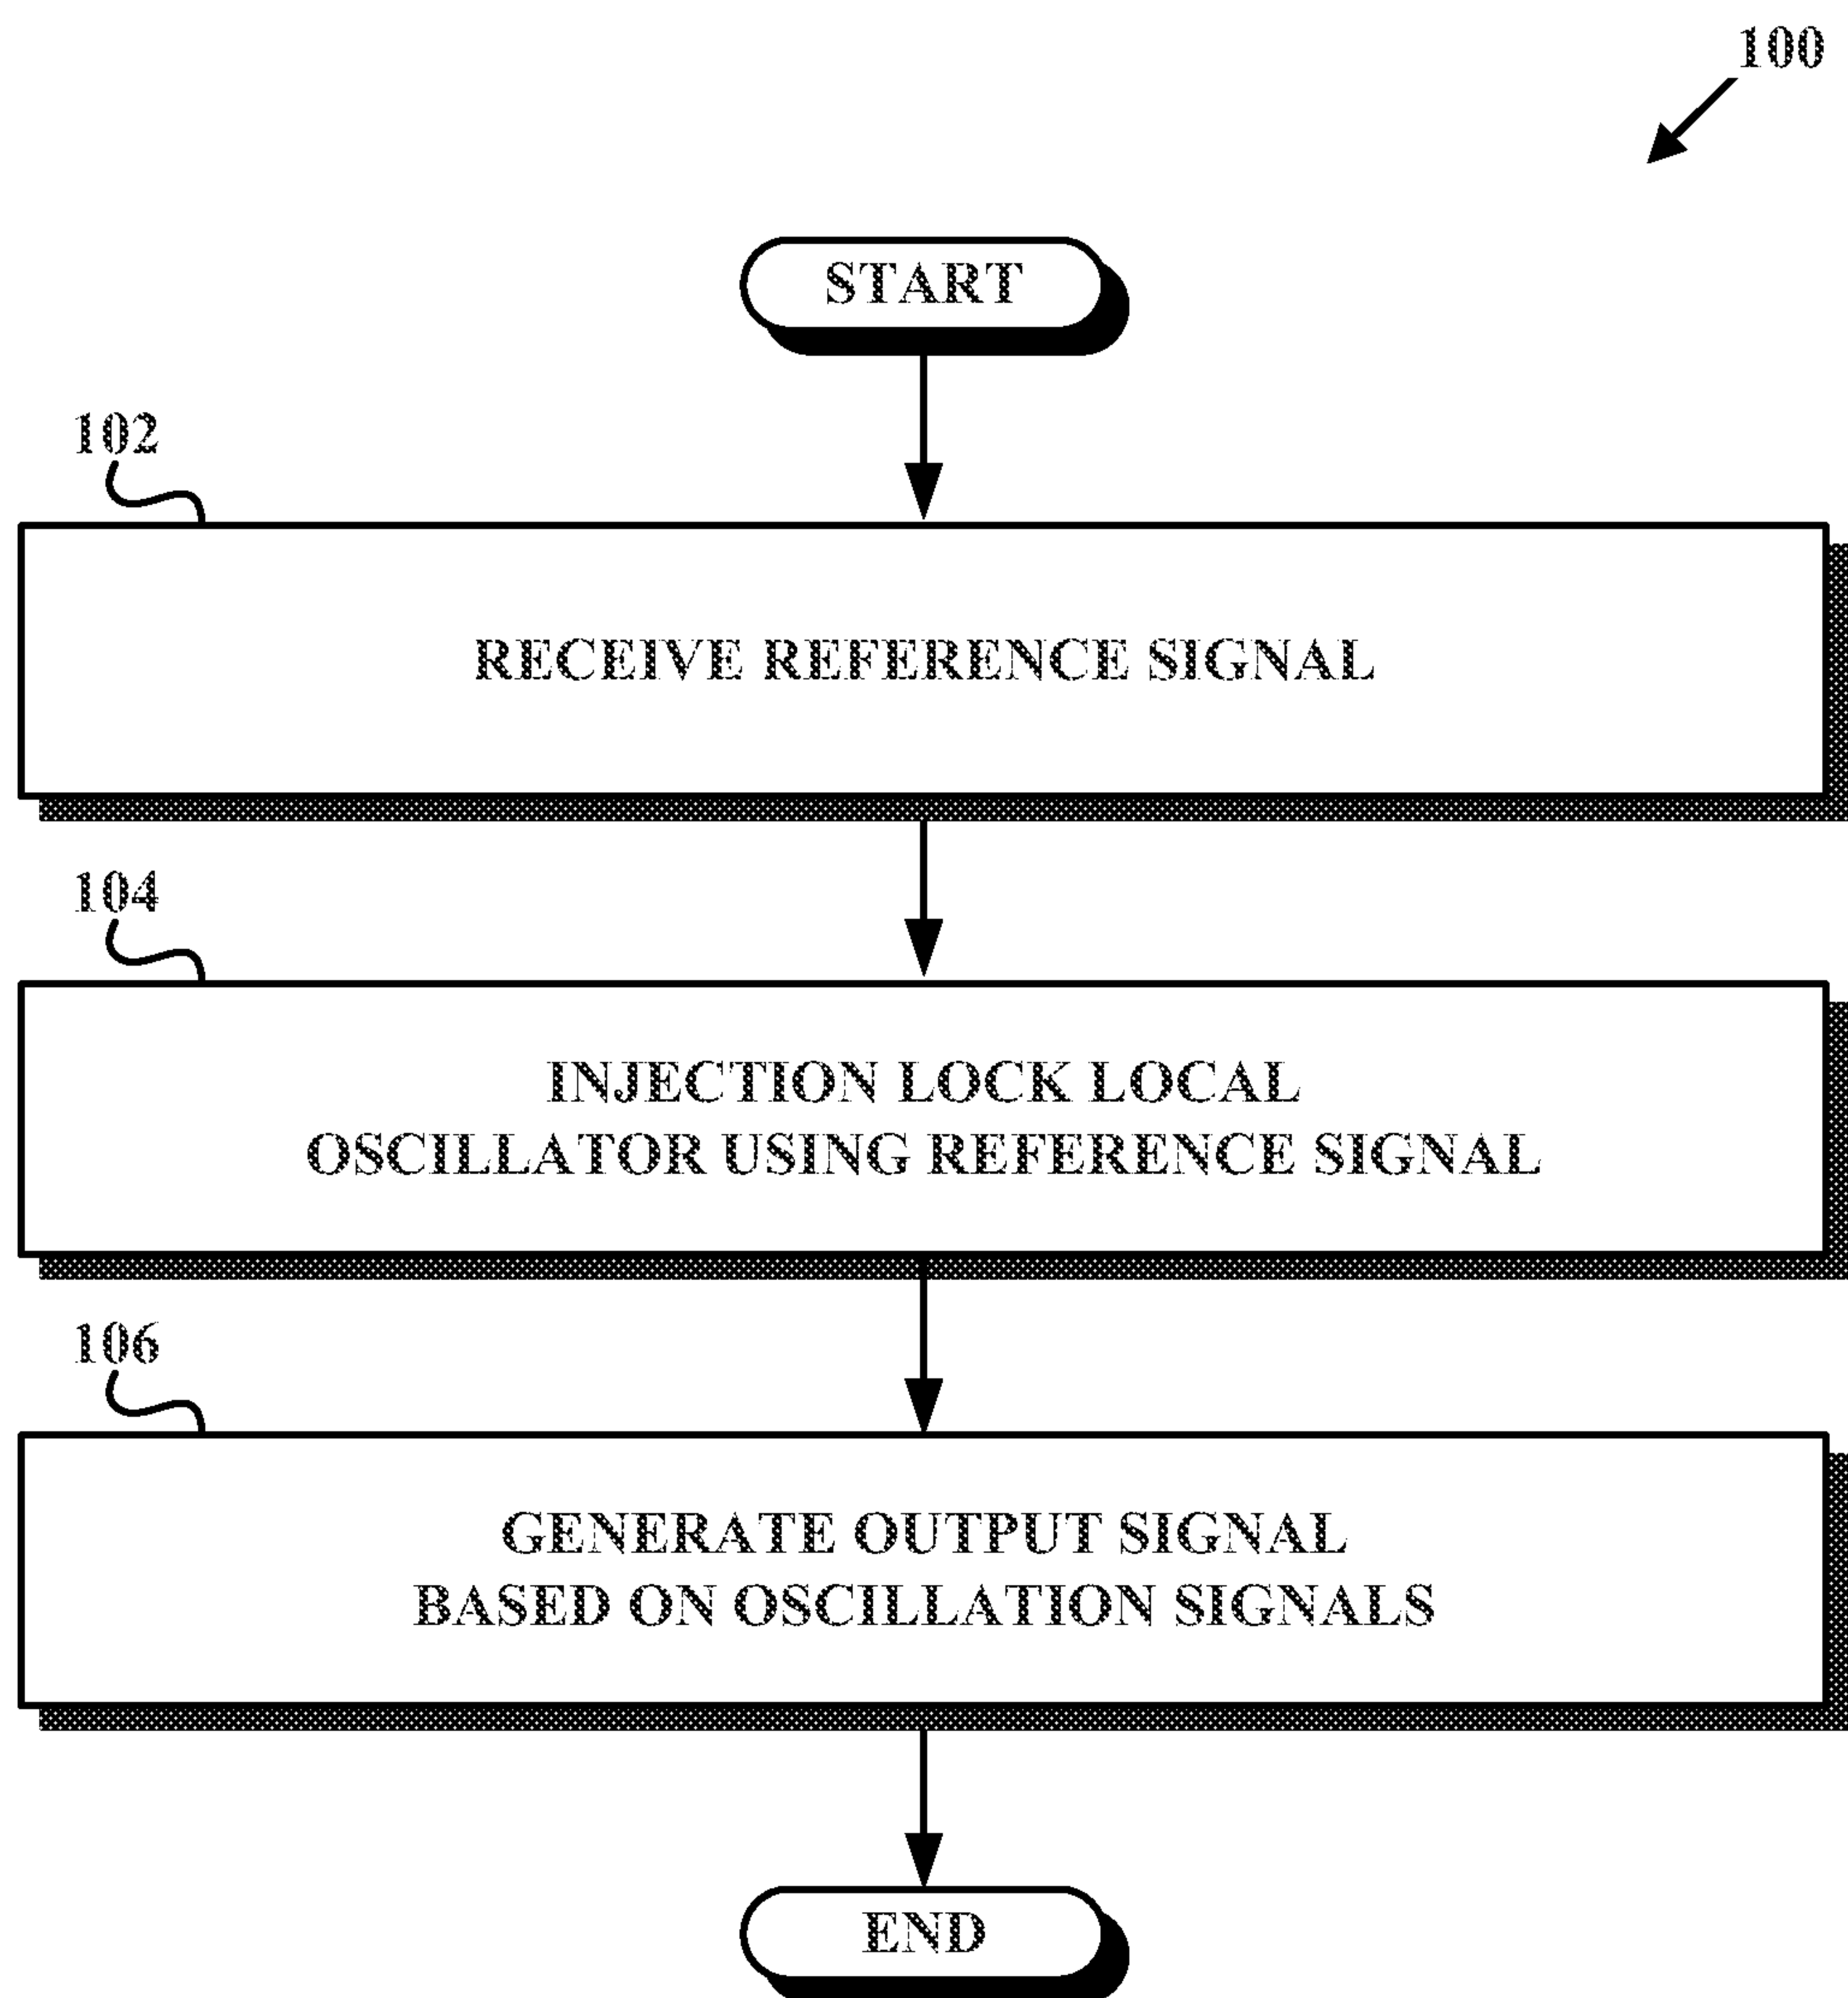 100
START
102
RECEIVE REFERENCE SIGNAL
104
INJECTION LOCK LOCAL
OSCILLATOR USING REFERENCE SIGNAL
106
GENERATE OUTPUT SIGNAL
BASED ON OSCILLATION SIGNALS
END